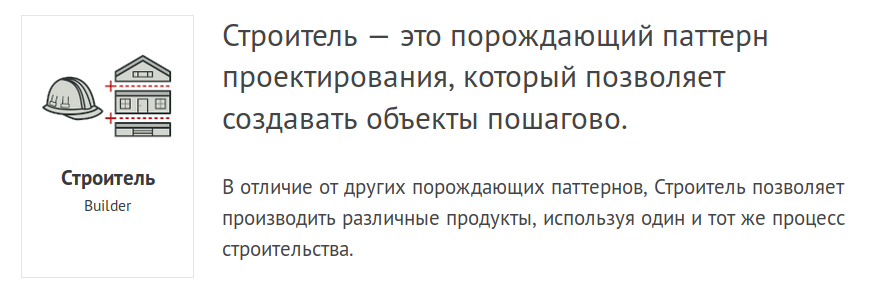 Строитель
Builder
Строитель — это порождающий паттерн
проектирования, который позволяет
создавать объекты пошагово.
В отличие от других порождающих паттернов, Строитель позволяет
производить различные продукты, используя один и тот же процесс
строительства.